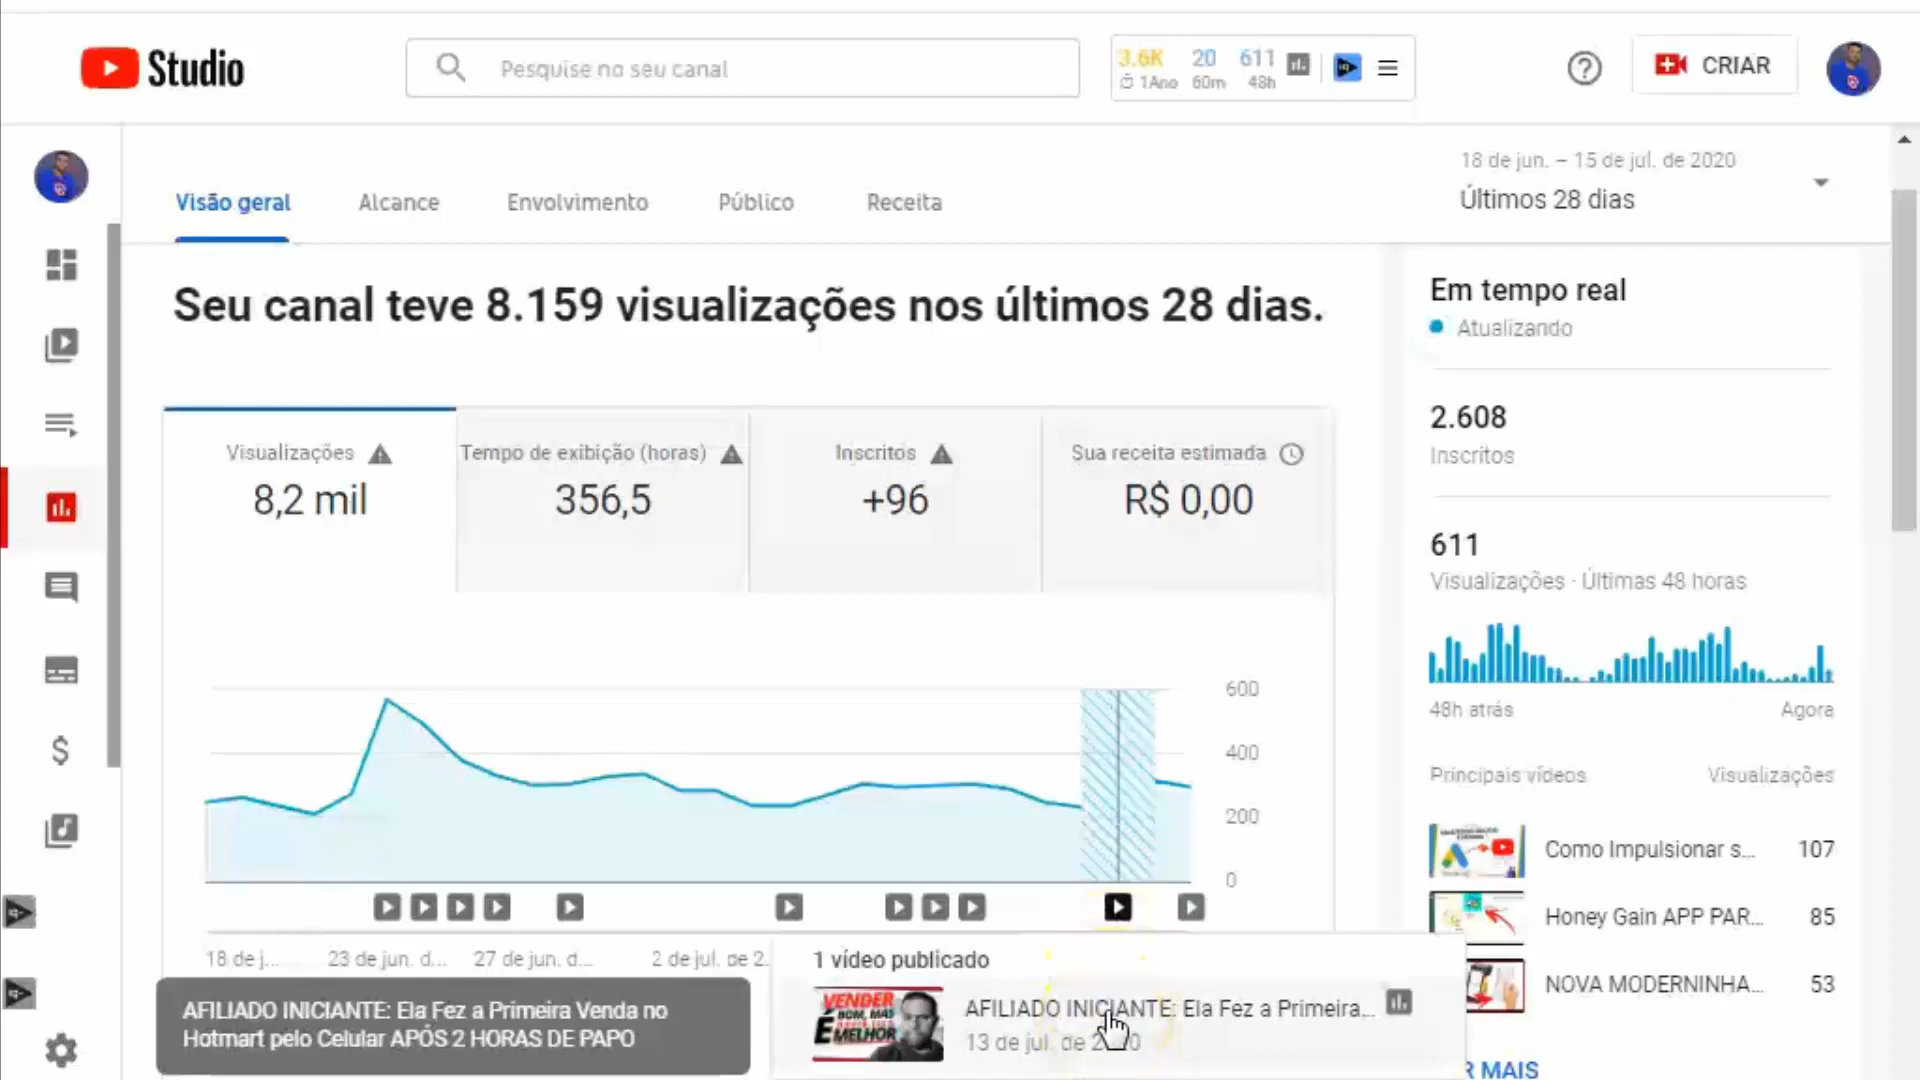 Studio
Pesquise no seu canal
3.6K 20 611
1Ano 60m 48h
CRIAR
Visão geral Alcance Envolvimento Público Receita
18 de jun. – 15 de jul. de 2020
Últimos 28 dias
Seu canal teve 8.159 visualizações nos últimos 28 dias.
Visualizações
8,2 mil
Tempo de exibição (horas)
356,5
Inscritos
+96
Sua receita estimada
R$ 0,00
600
400
200
0
18 de j... 23 de jun. d... 27 de jun. d... 2 de jul. de 2.
1 vídeo publicado
VENDER
BOM, MAS
É MELHOR
AFILIADO INICIANTE: Ela Fez a Primeira...
13 de jul. de 2020
AFILIADO INICIANTE: Ela Fez a Primeira Venda no
Hotmart pelo Celular APÓS 2 HORAS DE PAPO
Em tempo real
Atualizando
2.608
Inscritos
611
Visualizações · Últimas 48 horas
48h atrás Agora
Principais vídeos Visualizações
Como Impulsionar s... 107
Honey Gain APP PAR... 85
NOVA MODERNINHA... 53
R MAIS